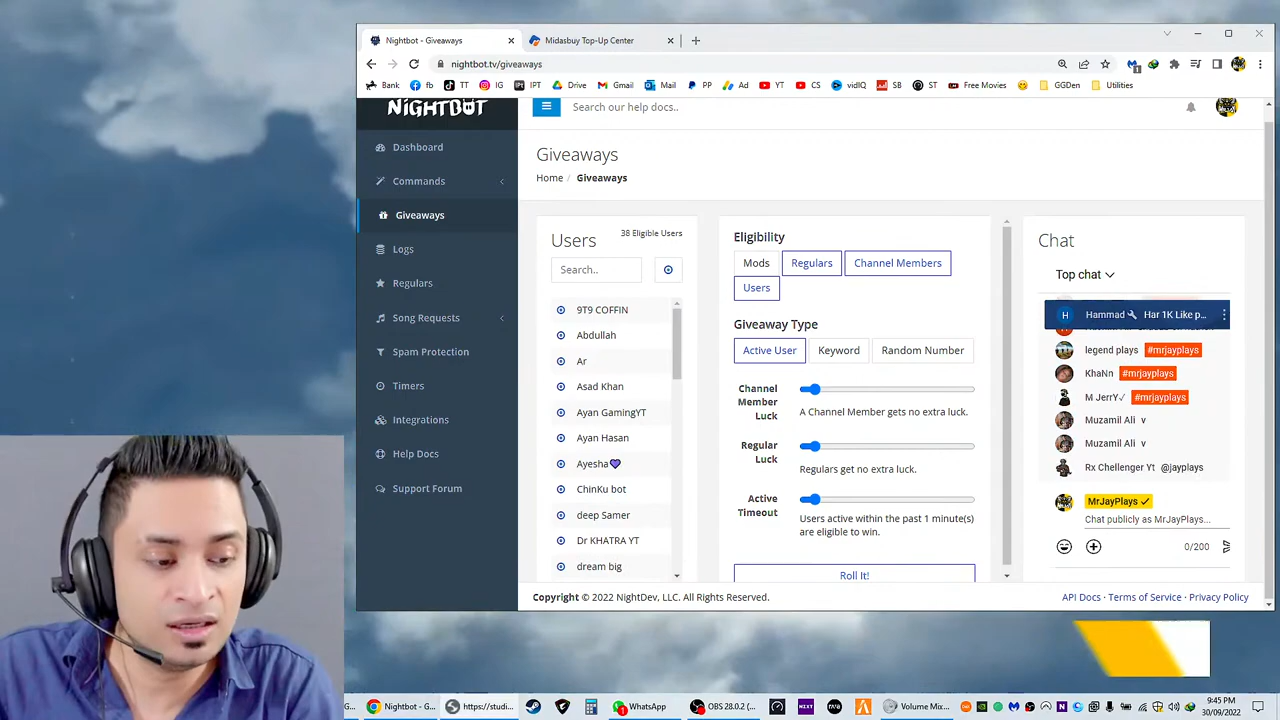 Nightbot - Giveaways
Midasbuy Top-Up Center
nightbot.tv/giveaways
Bank
fb
TT
IG
IPT
Drive
Gmail
Mail
PP
Ad
YT
CS
vidIQ
SB
ST
Free Movies
GGDen
Utilities
NIGHTBOT
Search our help docs..
Dashboard
Commands
Giveaways
Logs
Regulars
Song Requests
Spam Protection
Timers
Integrations
Help Docs
Support Forum
Giveaways
Home / Giveaways
Users
38 Eligible Users
Search..
9T9 COFFIN
Abdullah
Ar
Asad Khan
Ayan GamingYT
Ayan Hasan
Ayesha💜
ChinKu bot
deep Samer
Dr KHATRA YT
dream big
Eligibility
Mods
Regulars
Channel Members
Users
Giveaway Type
Active User
Keyword
Random Number
Channel Member Luck
A Channel Member gets no extra luck.
Regular Luck
Regulars get no extra luck.
Active Timeout
Users active within the past 1 minute(s)
are eligible to win.
Roll It!
Chat
Top chat
H Hammad Har 1K Like p...
legend plays #mrjayplays
KhaNn #mrjayplays
M JerrY✓ #mrjayplays
Muzamil Ali v
Muzamil Ali v
Rx Chellenger Yt @jayplays
MrJayPlays ✓
Chat publicly as MrJayPlays...
0/200
Copyright © 2022 NightDev, LLC. All Rights Reserved.
API Docs · Terms of Service · Privacy Policy
Nightbot - G...
https://studi...
WhatsApp
OBS 28.0.2 (...
NZXT
Volume Mix...
9:45 PM
30/09/2022